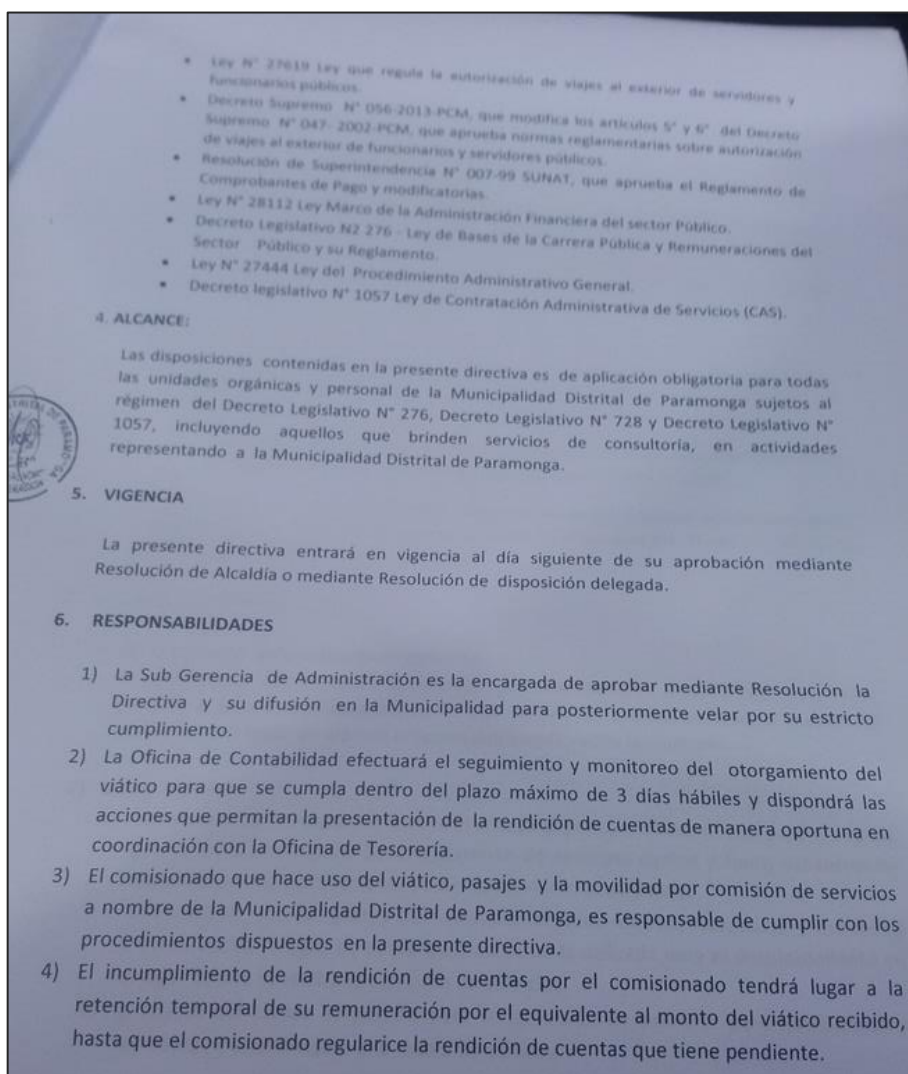 • Ley N° 27619 Ley que regula la autorización de viajes al exterior de servidores y
funcionarios públicos.
• Decreto Supremo N° 056-2013-PCM, que modifica los artículos 5° y 6° del Decreto
Supremo N° 047- 2002-PCM, que aprueba normas reglamentarias sobre autorización
de viajes al exterior de funcionarios y servidores públicos.
• Resolución de Superintendencia N° 007-99 SUNAT, que aprueba el Reglamento de
Comprobantes de Pago y modificatorias.
• Ley N° 28112 Ley Marco de la Administración Financiera del sector Público.
• Decreto Legislativo N2 276 - Ley de Bases de la Carrera Pública y Remuneraciones del
Sector Público y su Reglamento.
• Ley N° 27444 Ley del Procedimiento Administrativo General.
• Decreto legislativo N° 1057 Ley de Contratación Administrativa de Servicios (CAS).
4. ALCANCE:
Las disposiciones contenidas en la presente directiva es de aplicación obligatoria para todas
las unidades orgánicas y personal de la Municipalidad Distrital de Paramonga sujetos al
régimen del Decreto Legislativo N° 276, Decreto Legislativo N° 728 y Decreto Legislativo N°
1057, incluyendo aquellos que brinden servicios de consultoría, en actividades
representando a la Municipalidad Distrital de Paramonga.
5. VIGENCIA
La presente directiva entrará en vigencia al día siguiente de su aprobación mediante
Resolución de Alcaldía o mediante Resolución de disposición delegada.
6. RESPONSABILIDADES
1) La Sub Gerencia de Administración es la encargada de aprobar mediante Resolución la
Directiva y su difusión en la Municipalidad para posteriormente velar por su estricto
cumplimiento.
2) La Oficina de Contabilidad efectuará el seguimiento y monitoreo del otorgamiento del
viático para que se cumpla dentro del plazo máximo de 3 días hábiles y dispondrá las
acciones que permitan la presentación de la rendición de cuentas de manera oportuna en
coordinación con la Oficina de Tesorería.
3) El comisionado que hace uso del viático, pasajes y la movilidad por comisión de servicios
a nombre de la Municipalidad Distrital de Paramonga, es responsable de cumplir con los
procedimientos dispuestos en la presente directiva.
4) El incumplimiento de la rendición de cuentas por el comisionado tendrá lugar a la
retención temporal de su remuneración por el equivalente al monto del viático recibido,
hasta que el comisionado regularice la rendición de cuentas que tiene pendiente.